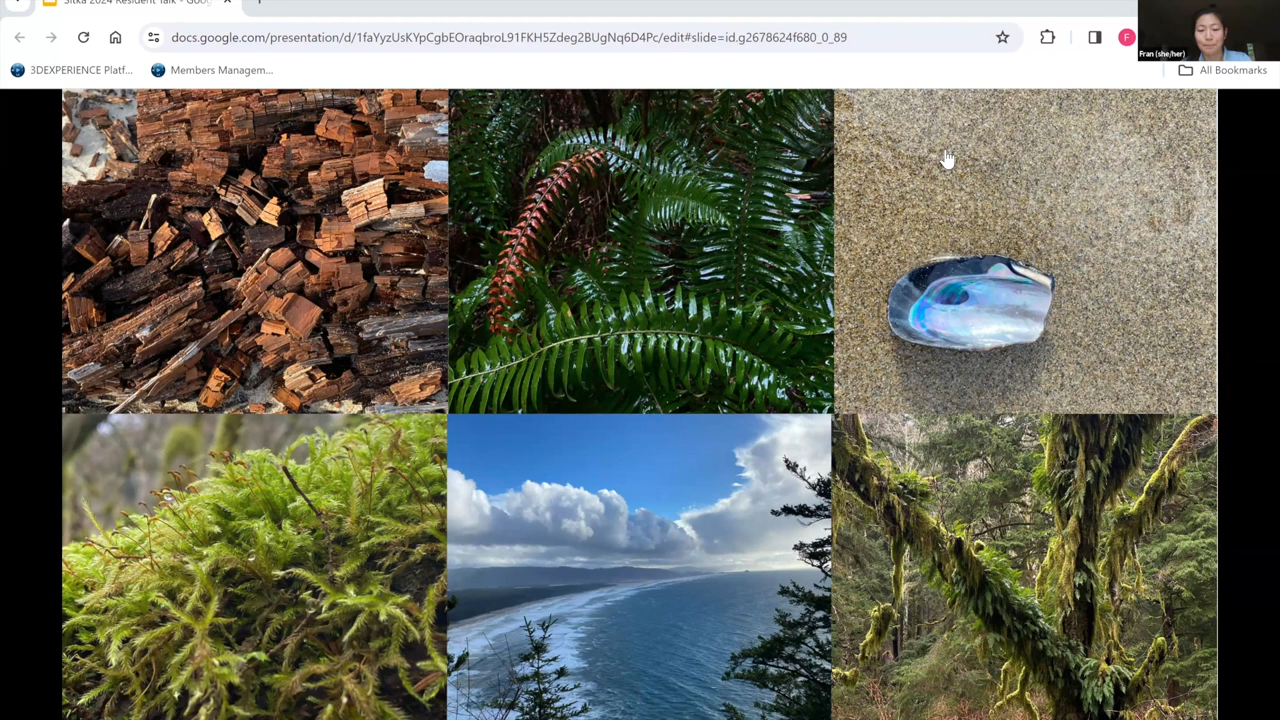 Sitka 2024 Resident Talk - Goog
docs.google.com/presentation/d/1faYyzUsKYpCgbEOraqbroL91FKH5Zdeg2BUgNq6D4Pc/edit#slide=id.g2678624f680_0_89
F
Fran (she/her)
3DEXPERIENCE Platf...
Members Managem...
All Bookmarks